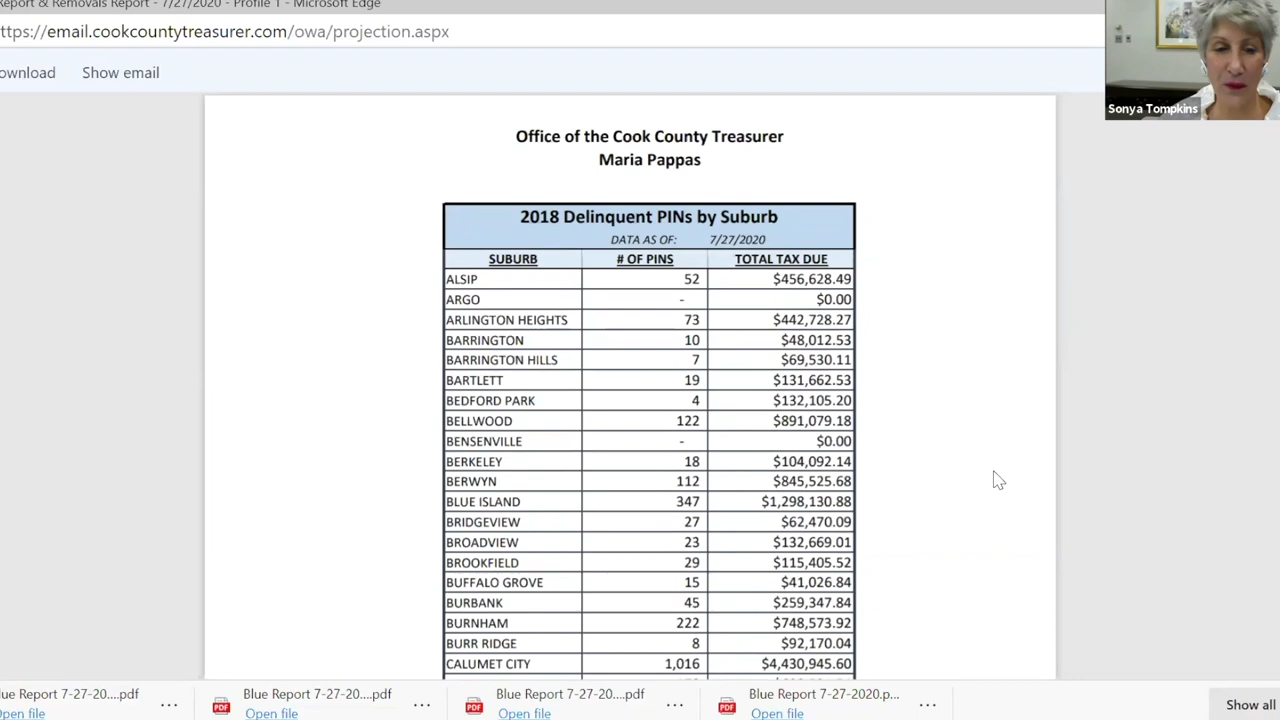 Report & Removals Report - 7/27/2020 - Profile 1 - Microsoft Edge
ttps://email.cookcountytreasurer.com/owa/projection.aspx
ownload Show email
Sonya Tompkins
Office of the Cook County Treasurer
Maria Pappas
2018 Delinquent PINs by Suburb
DATA AS OF: 7/27/2020
SUBURB # OF PINS TOTAL TAX DUE
ALSIP 52 $456,628.49
ARGO - $0.00
ARLINGTON HEIGHTS 73 $442,728.27
BARRINGTON 10 $48,012.53
BARRINGTON HILLS 7 $69,530.11
BARTLETT 19 $131,662.53
BEDFORD PARK 4 $132,105.20
BELLWOOD 122 $891,079.18
BENSENVILLE - $0.00
BERKELEY 18 $104,092.14
BERWYN 112 $845,525.68
BLUE ISLAND 347 $1,298,130.88
BRIDGEVIEW 27 $62,470.09
BROADVIEW 23 $132,669.01
BROOKFIELD 29 $115,405.52
BUFFALO GROVE 15 $41,026.84
BURBANK 45 $259,347.84
BURNHAM 222 $748,573.92
BURR RIDGE 8 $92,170.04
CALUMET CITY 1,016 $4,430,945.60
lue Report 7-27-20....pdf ... Blue Report 7-27-20....pdf ... Blue Report 7-27-20....pdf ... Blue Report 7-27-2020.p... ... Show all
pen file Open file Open file Open file